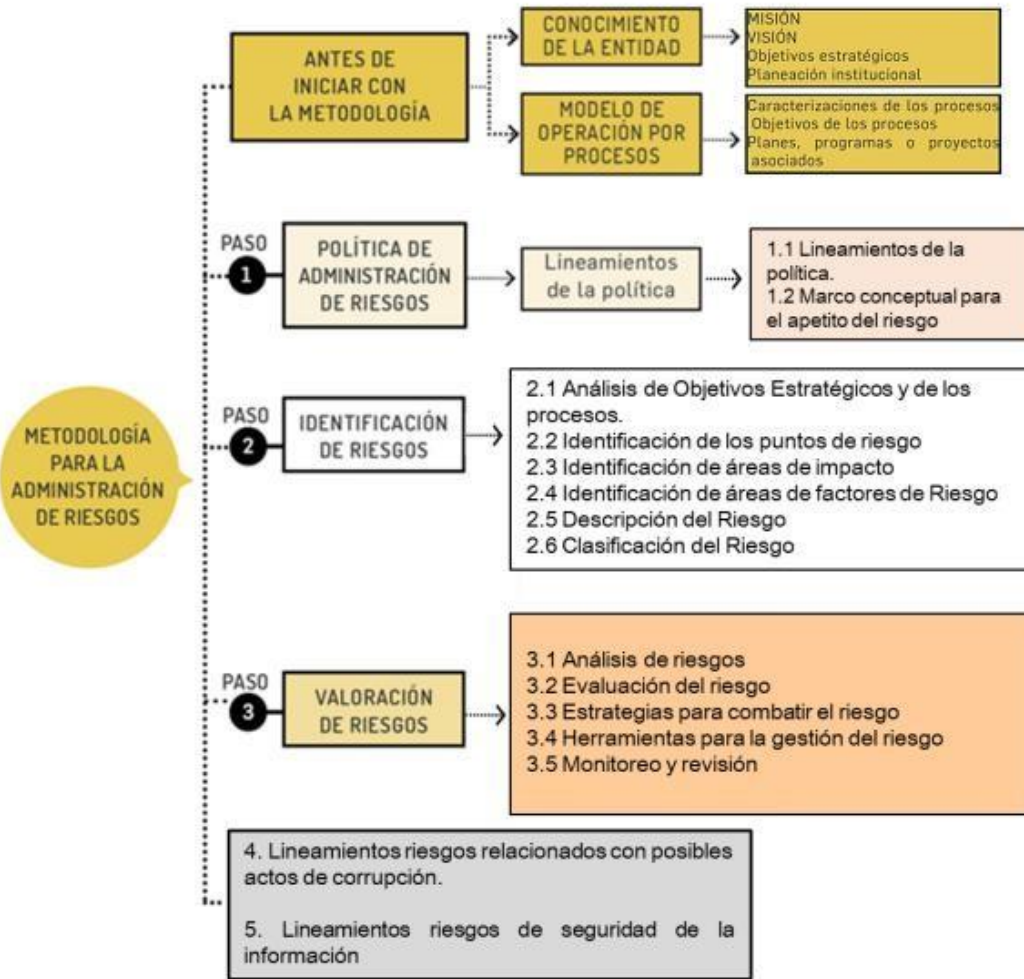 ANTES DE
INICIAR CON
LA METODOLOGÍA
CONOCIMIENTO
DE LA ENTIDAD
MISIÓN
VISIÓN
Objetivos estratégicos
Planeación institucional
MODELO DE
OPERACIÓN POR
PROCESOS
Caracterizaciones de los procesos
Objetivos de los procesos
Planes, programas o proyectos
asociados
PASO
1
POLÍTICA DE
ADMINISTRACIÓN
DE RIESGOS
Lineamientos
de la política
1.1 Lineamientos de la
política.
1.2 Marco conceptual para
el apetito del riesgo
METODOLOGÍA
PARA LA
ADMINISTRACIÓN
DE RIESGOS
PASO
2
IDENTIFICACIÓN
DE RIESGOS
2.1 Análisis de Objetivos Estratégicos y de los
procesos.
2.2 Identificación de los puntos de riesgo
2.3 Identificación de áreas de impacto
2.4 Identificación de áreas de factores de Riesgo
2.5 Descripción del Riesgo
2.6 Clasificación del Riesgo
PASO
3
VALORACIÓN
DE RIESGOS
3.1 Análisis de riesgos
3.2 Evaluación del riesgo
3.3 Estrategias para combatir el riesgo
3.4 Herramientas para la gestión del riesgo
3.5 Monitoreo y revisión
4. Lineamientos riesgos relacionados con posibles
actos de corrupción.
5. Lineamientos riesgos de seguridad de la
información